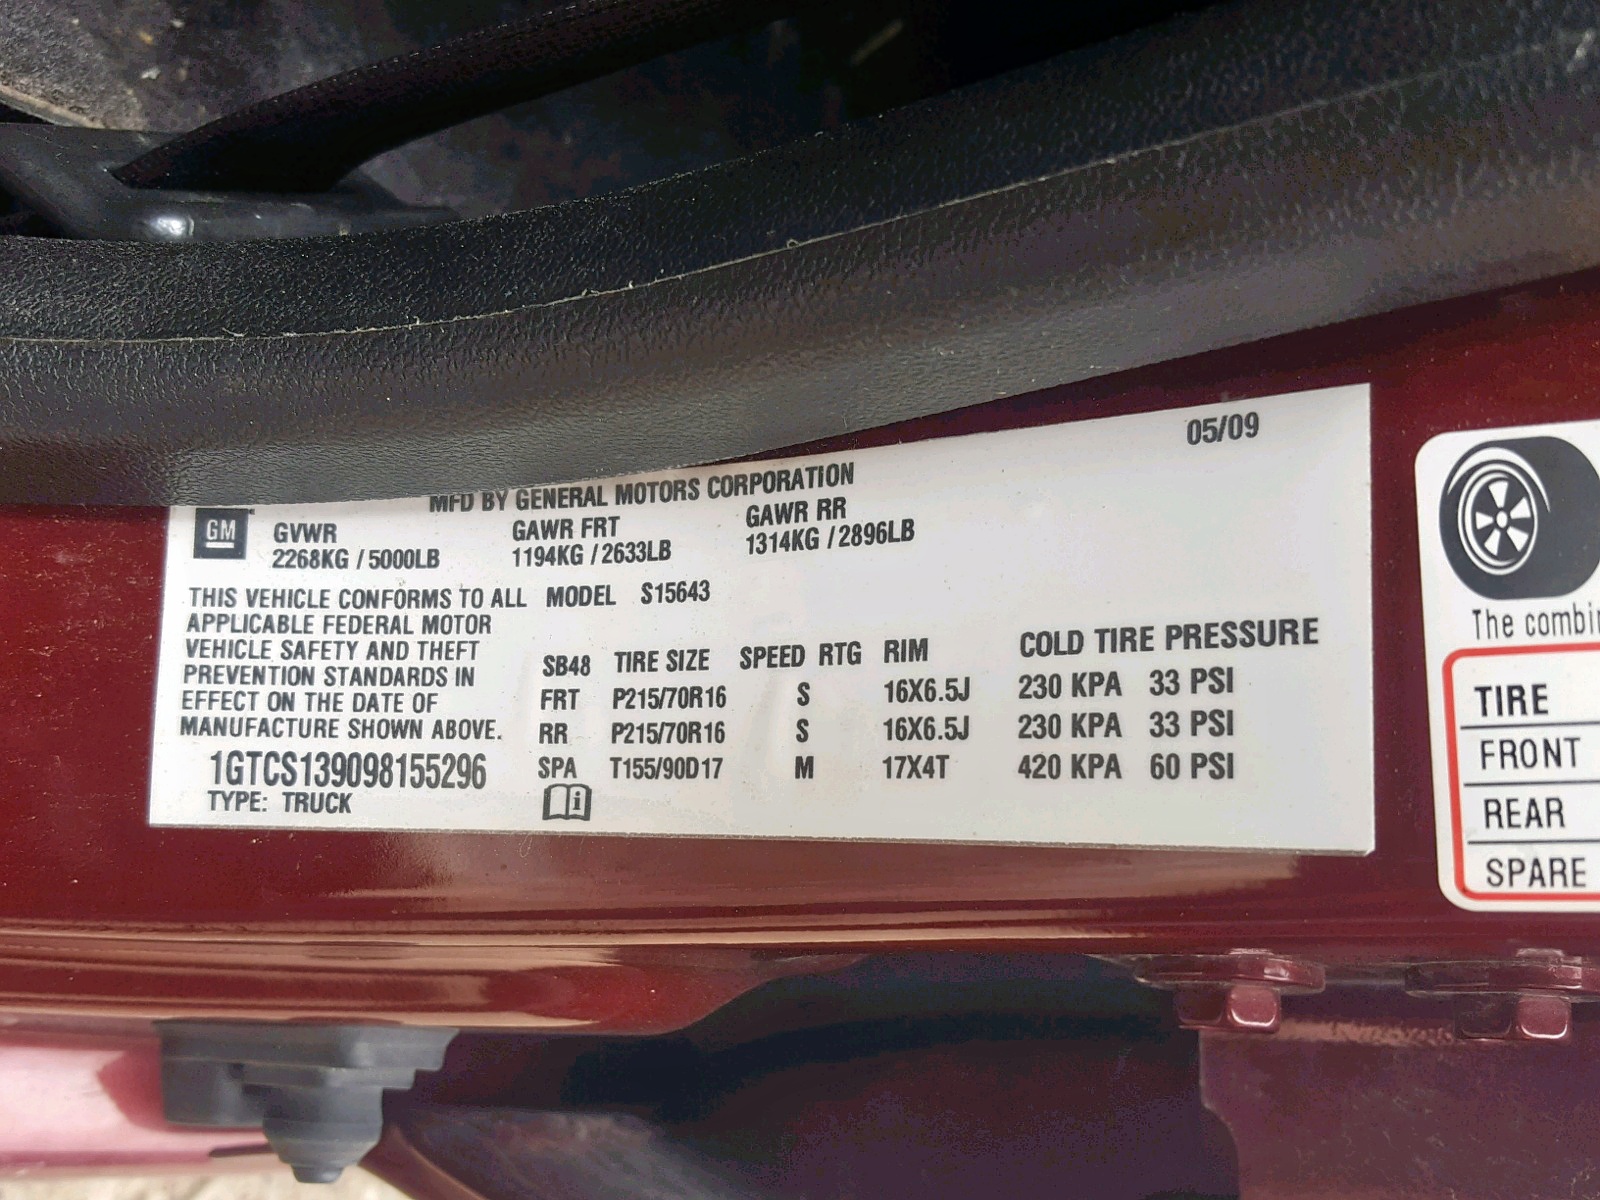 05/09
MFD BY GENERAL MOTORS CORPORATION
GM
GVWR GAWR FRT GAWR RR
2268KG / 5000LB 1194KG / 2633LB 1314KG / 2896LB
THIS VEHICLE CONFORMS TO ALL MODEL S15643
APPLICABLE FEDERAL MOTOR
VEHICLE SAFETY AND THEFT
PREVENTION STANDARDS IN
EFFECT ON THE DATE OF
MANUFACTURE SHOWN ABOVE.
1GTCS139098155296
TYPE: TRUCK
SB48 TIRE SIZE SPEED RTG RIM COLD TIRE PRESSURE
FRT P215/70R16 S 16X6.5J 230 KPA 33 PSI
RR P215/70R16 S 16X6.5J 230 KPA 33 PSI
SPA T155/90D17 M 17X4T 420 KPA 60 PSI
i
The combi
TIRE
FRONT
REAR
SPARE